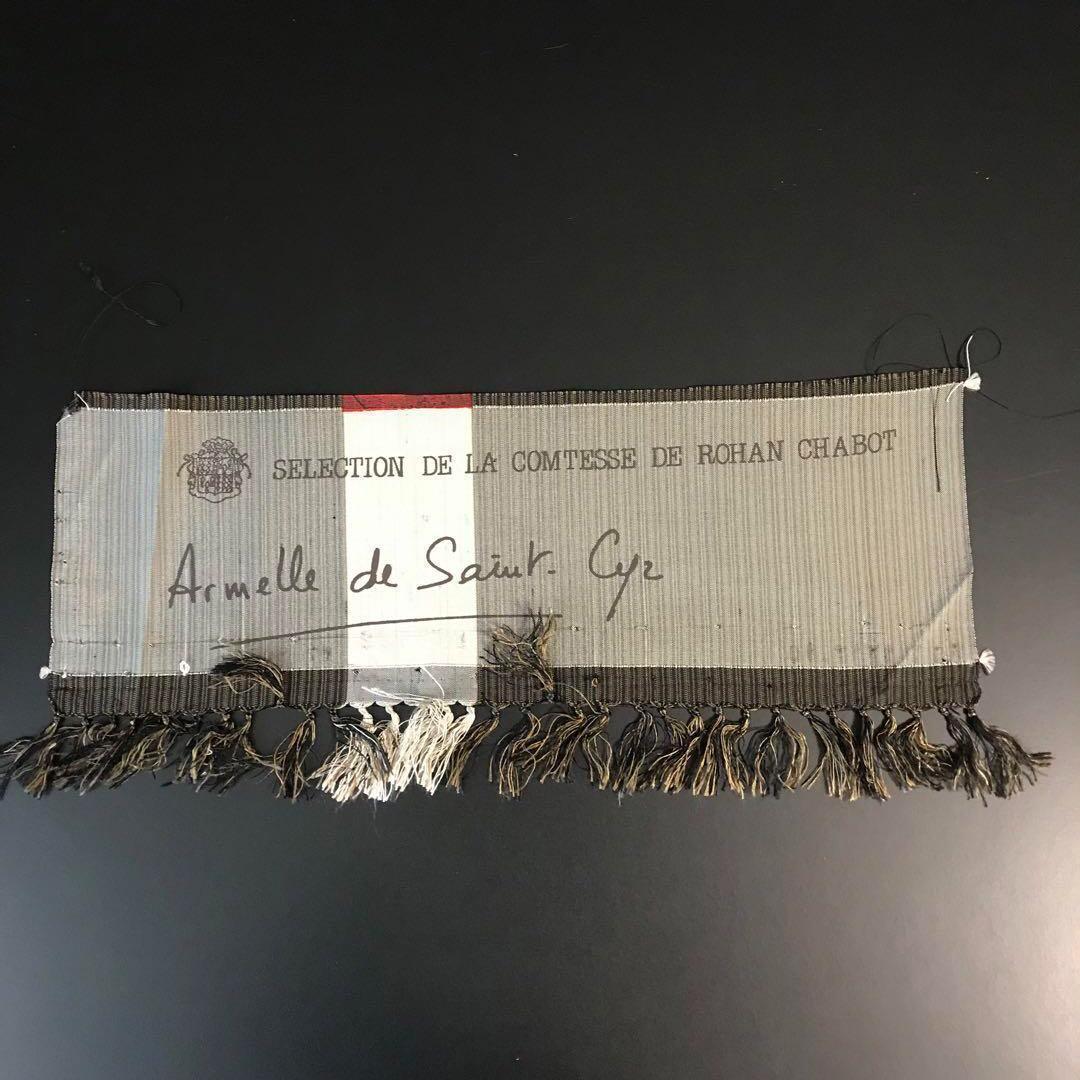 SELECTION DE LA COMTESSE DE ROHAN CHABOT
Armelle de Saint-Cyr